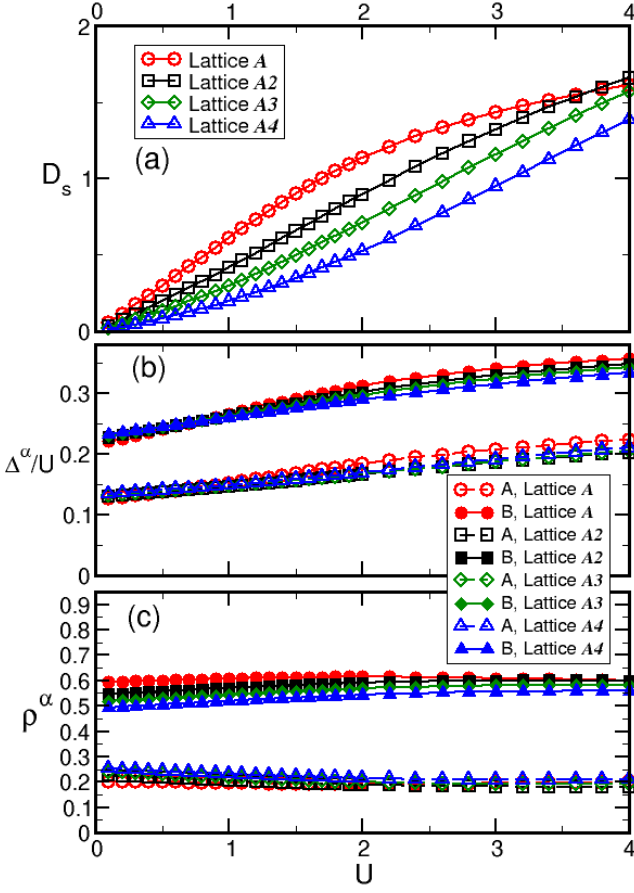 0 1 2 3 4
2
Lattice A
Lattice A2
Lattice A3
Lattice A4
(a)
D_s
1
0
(b)
0.3
Δ^α/U
0.2
0.1
0
A, Lattice A
B, Lattice A
A, Lattice A2
B, Lattice A2
A, Lattice A3
B, Lattice A3
A, Lattice A4
B, Lattice A4
(c)
0.9
0.8
0.7
0.6
ρ^α
0.5
0.4
0.3
0.2
0.1
0
0 1 2 3 4
U